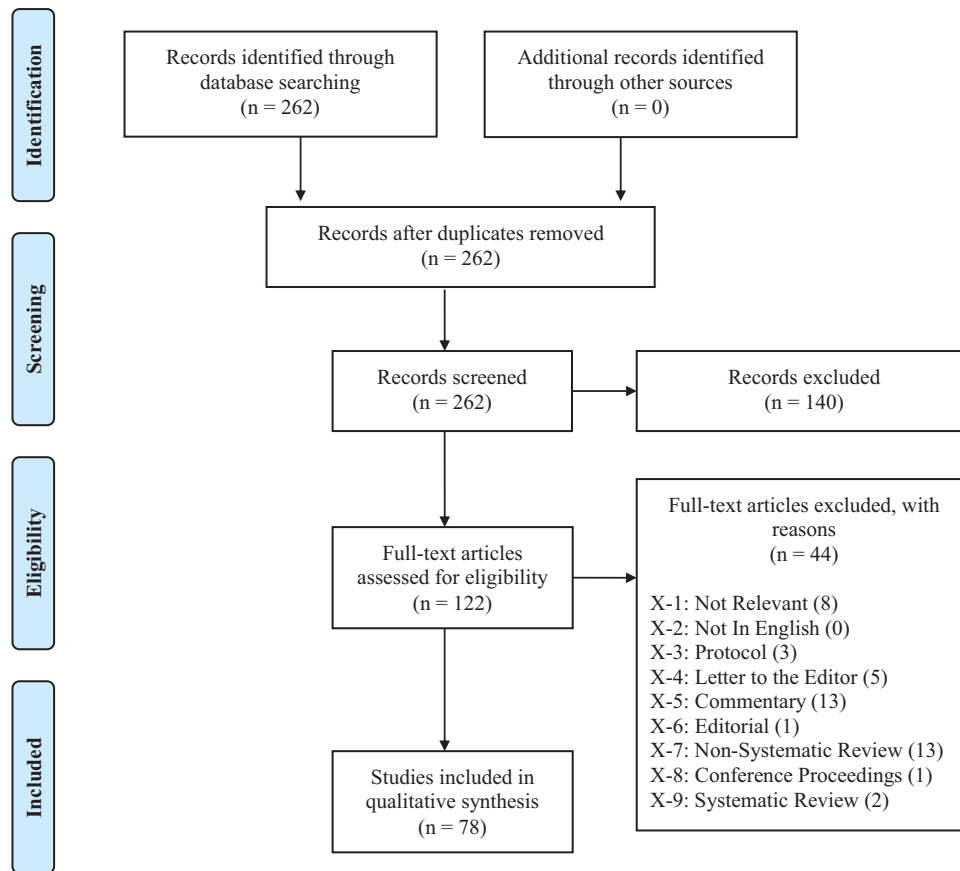 Identification
Records identified through
database searching
(n = 262)
Additional records identified
through other sources
(n = 0)
Records after duplicates removed
(n = 262)
Screening
Records screened
(n = 262)
Records excluded
(n = 140)
Eligibility
Full-text articles
assessed for eligibility
(n = 122)
Full-text articles excluded, with
reasons
(n = 44)
X-1: Not Relevant (8)
X-2: Not In English (0)
X-3: Protocol (3)
X-4: Letter to the Editor (5)
X-5: Commentary (13)
X-6: Editorial (1)
X-7: Non-Systematic Review (13)
X-8: Conference Proceedings (1)
X-9: Systematic Review (2)
Included
Studies included in
qualitative synthesis
(n = 78)